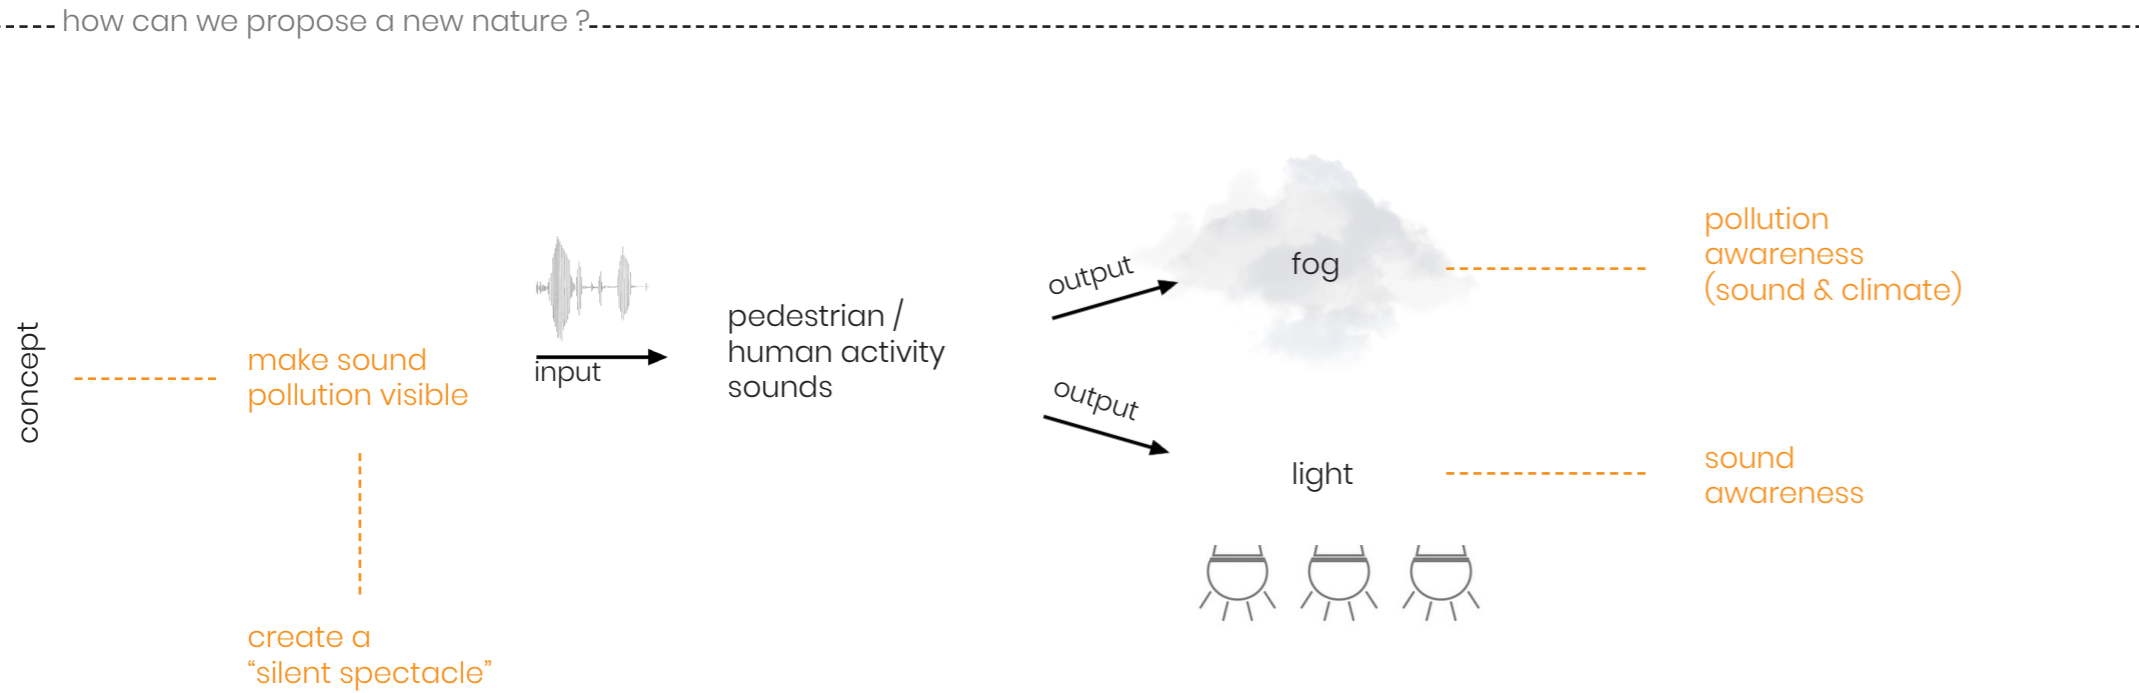 how can we propose a new nature ?
concept
make sound
pollution visible
create a
“silent spectacle”
input
pedestrian /
human activity
sounds
output
fog
pollution
awareness
(sound & climate)
output
light
sound
awareness